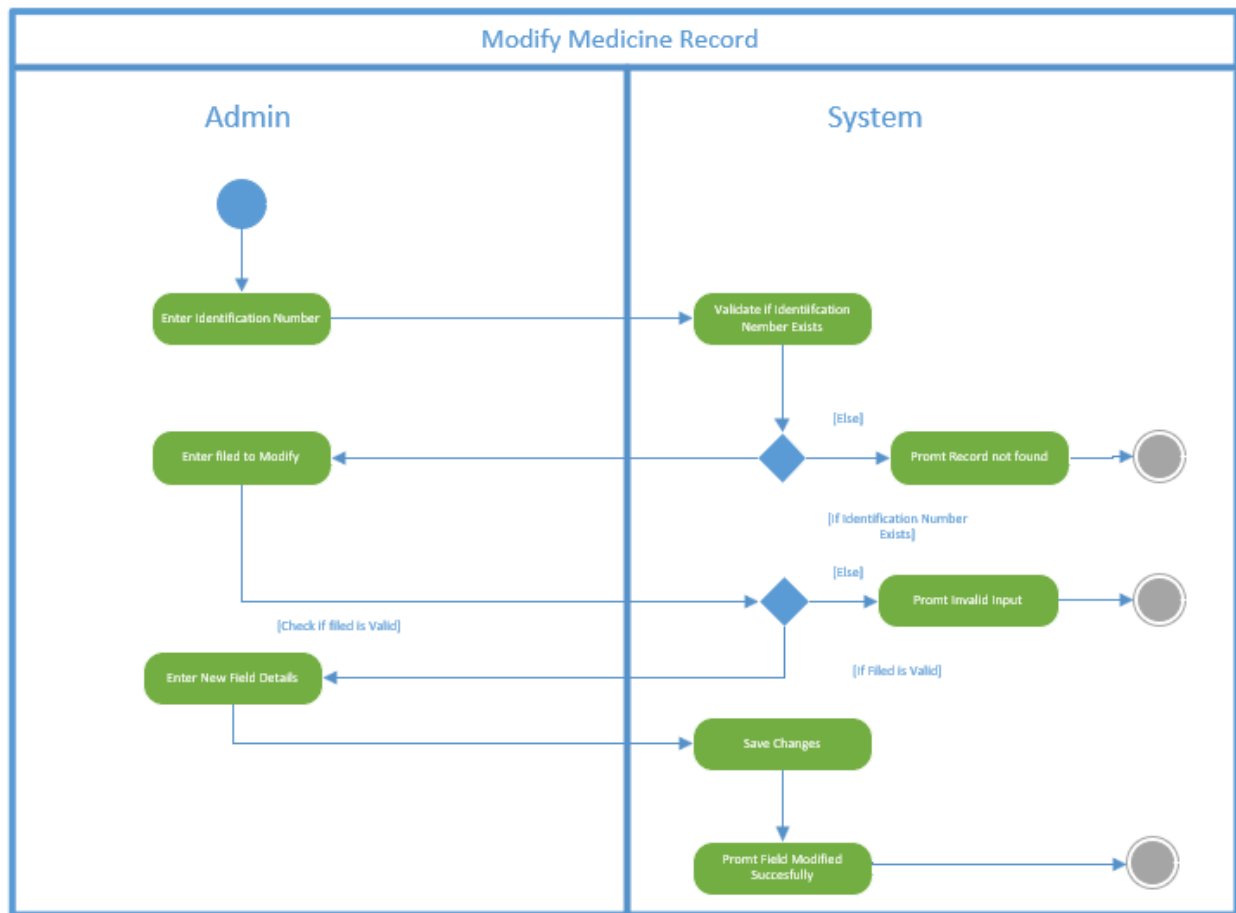 Modify Medicine Record
Admin
System
Enter Identification Number
Validate if Identiifcation
Nember Exists
[Else]
Enter filed to Modify
Promt Record not found
[If Identification Number
Exists]
[Else]
Promt Invalid Input
[Check if filed is Valid]
Enter New Field Details
[If Filed is Valid]
Save Changes
Promt Field Modified
Succesfully